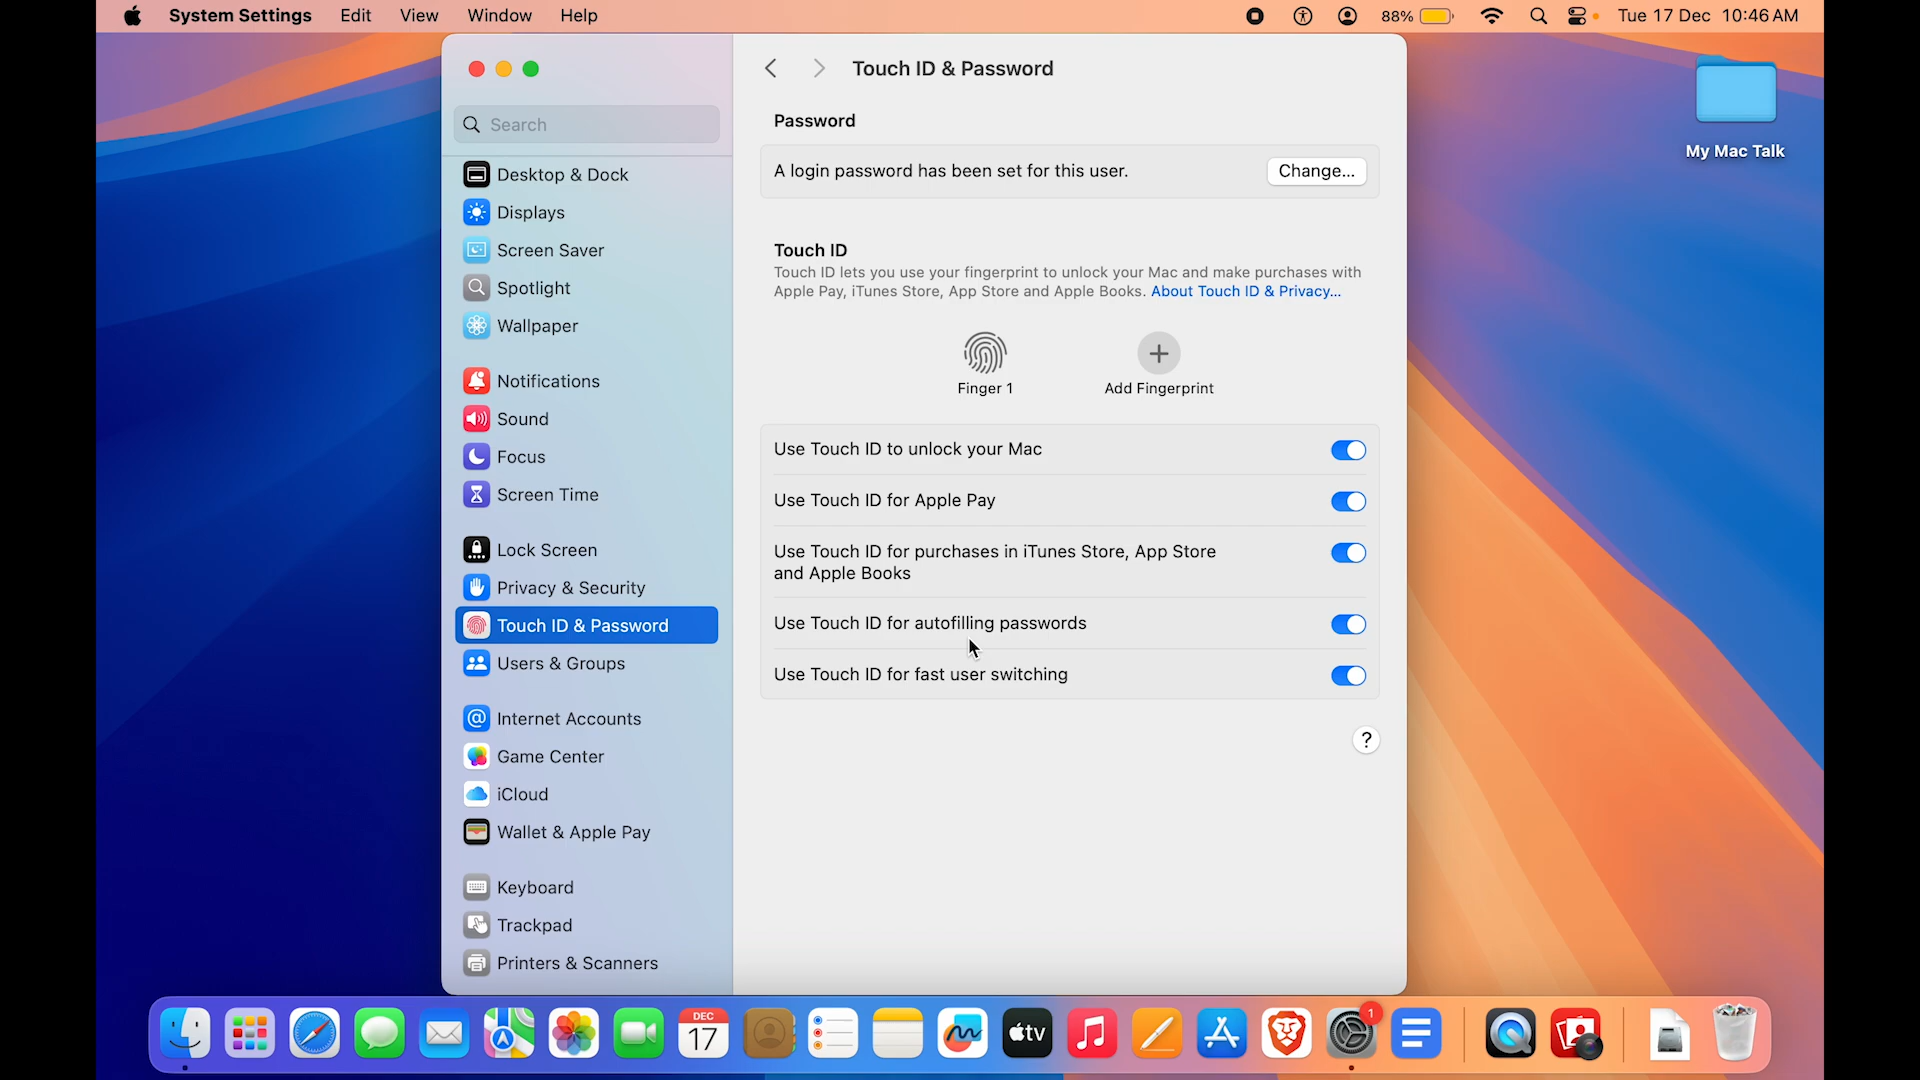 System Settings Edit View Window Help 88% Tue 17 Dec 10:46 AM
Search
Desktop & Dock
Displays
Screen Saver
Spotlight
Wallpaper
Notifications
Sound
Focus
Screen Time
Lock Screen
Privacy & Security
Touch ID & Password
Users & Groups
Internet Accounts
Game Center
iCloud
Wallet & Apple Pay
Keyboard
Trackpad
Printers & Scanners
Touch ID & Password
Password
A login password has been set for this user. Change...
Touch ID
Touch ID lets you use your fingerprint to unlock your Mac and make purchases with
Apple Pay, iTunes Store, App Store and Apple Books. About Touch ID & Privacy...
Finger 1 Add Fingerprint
Use Touch ID to unlock your Mac
Use Touch ID for Apple Pay
Use Touch ID for purchases in iTunes Store, App Store
and Apple Books
Use Touch ID for autofilling passwords
Use Touch ID for fast user switching
?
My Mac Talk
DEC
17
tv
1